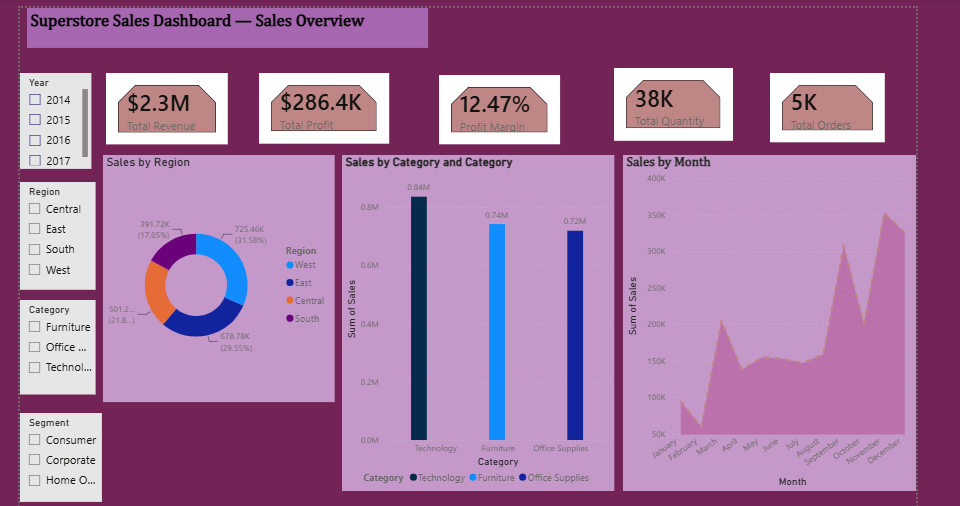 Superstore Sales Dashboard — Sales Overview
Year
2014
2015
2016
2017
$2.3M
Total Revenue
$286.4K
Total Profit
12.47%
Profit Margin
38K
Total Quantity
5K
Total Orders
Region
Central
East
South
West
Category
Furniture
Office ...
Technol...
Segment
Consumer
Corporate
Home O...
Sales by Region
391.72K
(17.05%)
725.46K
(31.58%)
501.2...
(21.8...)
678.78K
(29.55%)
Region
West
East
Central
South
Sales by Category and Category
0.84M
0.74M
0.72M
0.8M
0.6M
0.4M
0.2M
0.0M
Sum of Sales
Technology
Furniture
Office Supplies
Category
Category Technology Furniture Office Supplies
Sales by Month
400K
350K
300K
250K
200K
150K
100K
50K
Sum of Sales
January
February
March
April
May
June
July
August
September
October
November
December
Month